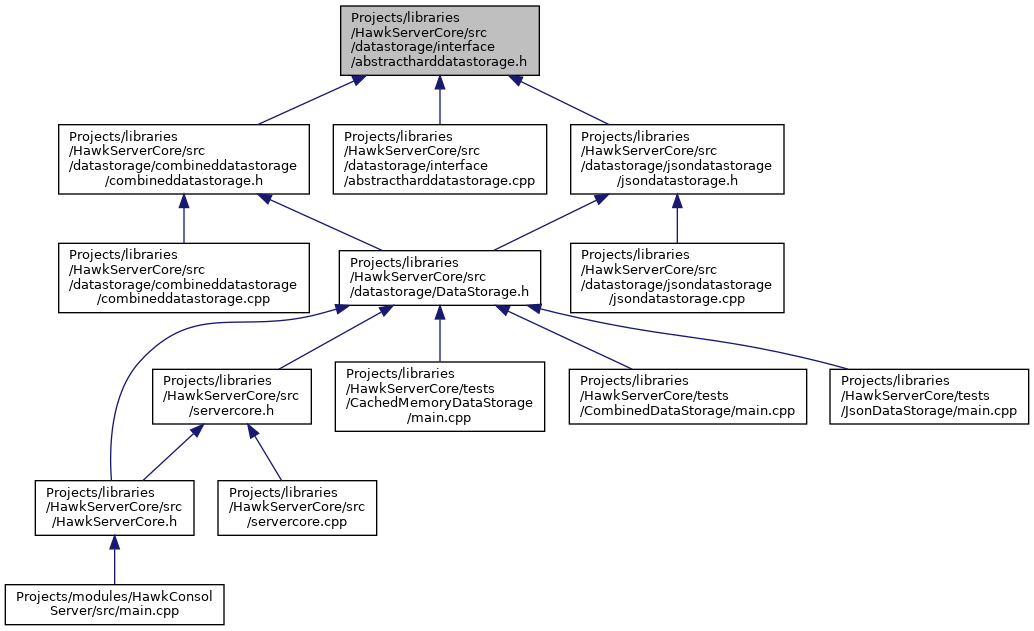 Projects/libraries
/HawkServerCore/src
/datastorage/interface
/abstractharddatastorage.h
Projects/libraries
/HawkServerCore/src
/datastorage/combineddatastorage
/combineddatastorage.h
Projects/libraries
/HawkServerCore/src
/datastorage/interface
/abstractharddatastorage.cpp
Projects/libraries
/HawkServerCore/src
/datastorage/jsondatastorage
/jsondatastorage.h
Projects/libraries
/HawkServerCore/src
/datastorage/combineddatastorage
/combineddatastorage.cpp
Projects/libraries
/HawkServerCore/src
/datastorage/DataStorage.h
Projects/libraries
/HawkServerCore/src
/datastorage/jsondatastorage
/jsondatastorage.cpp
Projects/libraries
/HawkServerCore/src
/servercore.h
Projects/libraries
/HawkServerCore/tests
/CachedMemoryDataStorage
/main.cpp
Projects/libraries
/HawkServerCore/tests
/CombinedDataStorage/main.cpp
Projects/libraries
/HawkServerCore/tests
/JsonDataStorage/main.cpp
Projects/libraries
/HawkServerCore/src
/HawkServerCore.h
Projects/libraries
/HawkServerCore/src
/servercore.cpp
Projects/modules/HawkConsol
Server/src/main.cpp